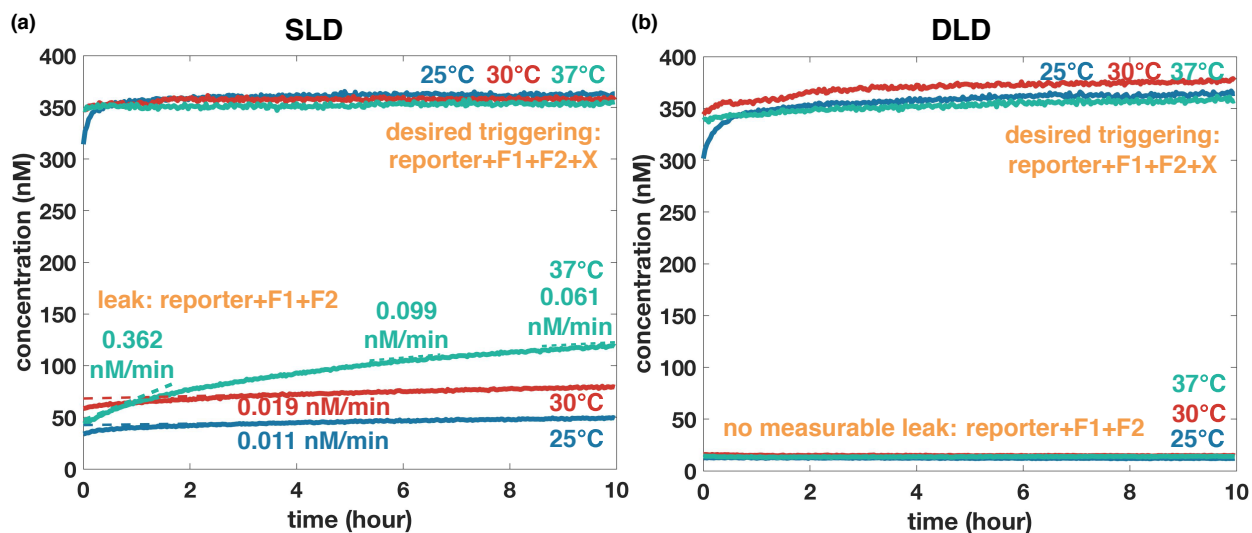 (a)
SLD
400
350
300
250
200
150
100
50
0
concentration (nM)
25°C 30°C 37°C
desired triggering:
reporter+F1+F2+X
leak: reporter+F1+F2
0.362
nM/min
0.099
nM/min
37°C
0.061
nM/min
0.019 nM/min
30°C
0.011 nM/min
25°C
0 2 4 6 8 10
time (hour)
(b)
DLD
400
350
300
250
200
150
100
50
0
concentration (nM)
25°C 30°C 37°C
desired triggering:
reporter+F1+F2+X
37°C
30°C
no measurable leak: reporter+F1+F2
25°C
0 2 4 6 8 10
time (hour)